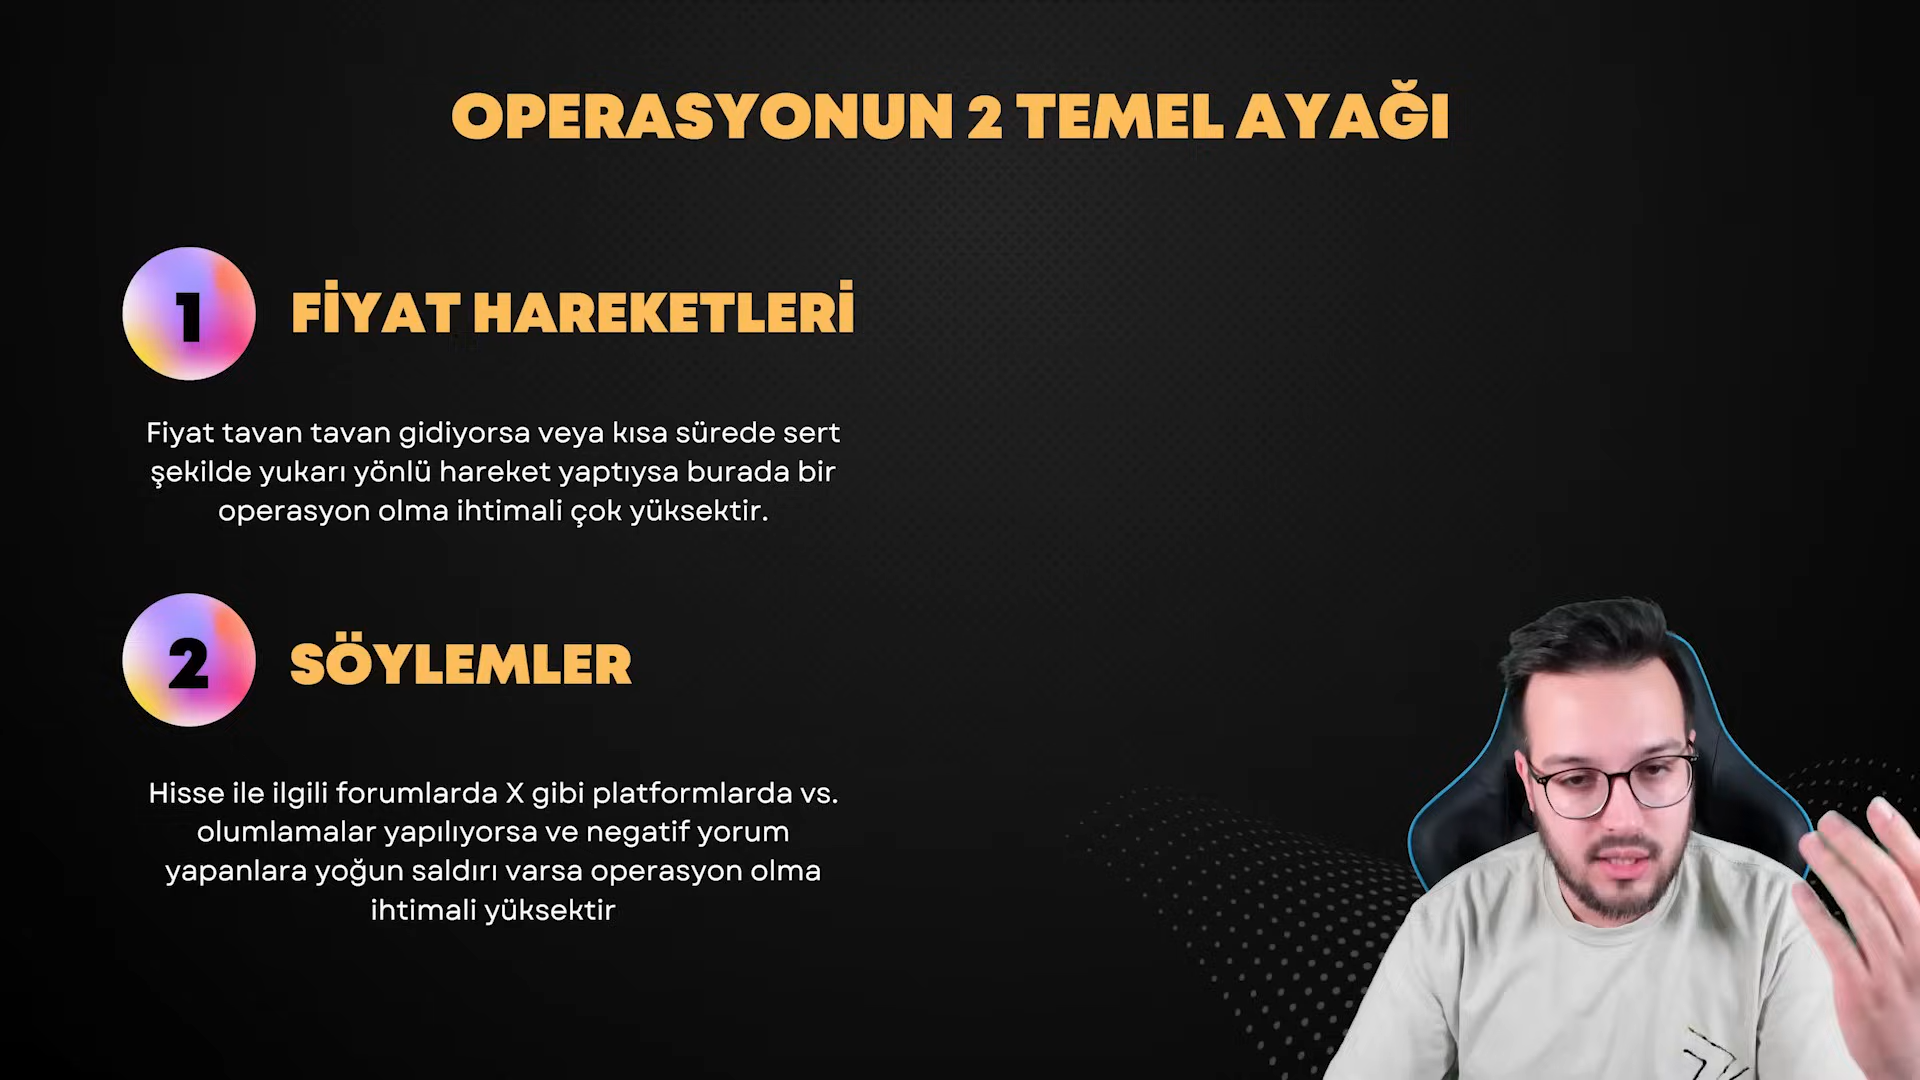 OPERASYONUN 2 TEMEL AYAĞI
1
FİYAT HAREKETLERİ
Fiyat tavan tavan gidiyorsa veya kısa sürede sert
şekilde yukarı yönlü hareket yaptıysa burada bir
operasyon olma ihtimali çok yüksektir.
2
SÖYLEMLER
Hisse ile ilgili forumlarda X gibi platformlarda vs.
olumlamalar yapılıyorsa ve negatif yorum
yapanlara yoğun saldırı varsa operasyon olma
ihtimali yüksektir